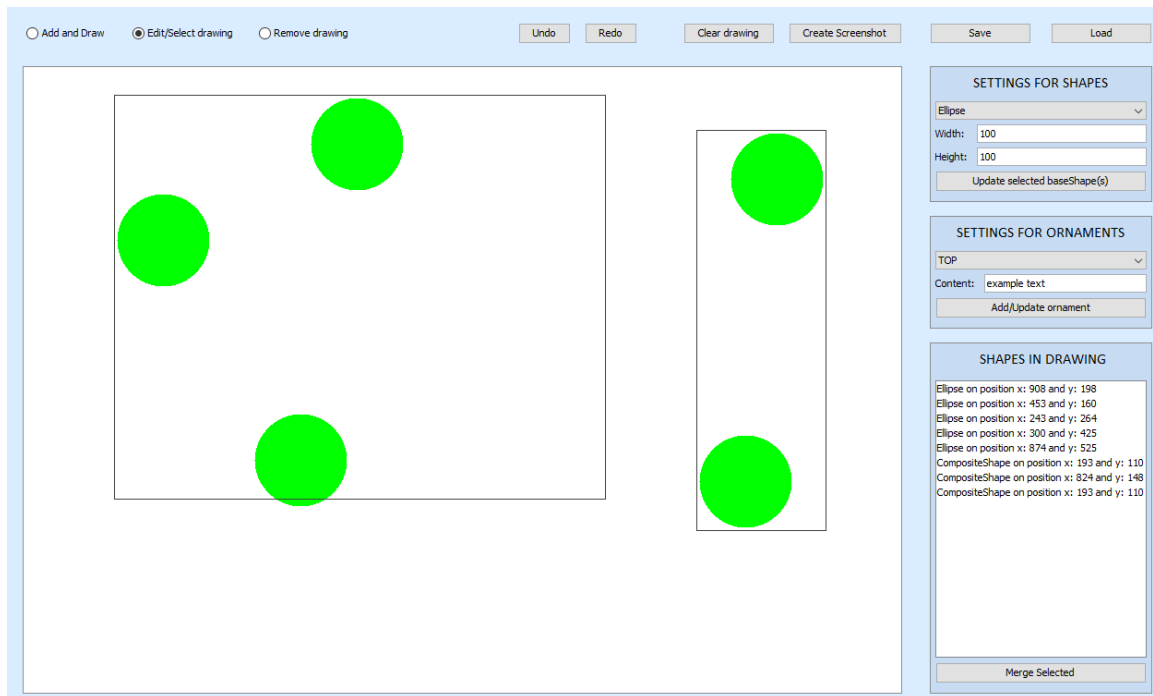 Add and Draw Edit/Select drawing Remove drawing Undo Redo Clear drawing Create Screenshot Save Load
SETTINGS FOR SHAPES
Ellipse
Width: 100
Height: 100
Update selected baseShape(s)
SETTINGS FOR ORNAMENTS
TOP
Content: example text
Add/Update ornament
SHAPES IN DRAWING
Ellipse on position x: 908 and y: 198
Ellipse on position x: 453 and y: 160
Ellipse on position x: 243 and y: 264
Ellipse on position x: 300 and y: 425
Ellipse on position x: 874 and y: 525
CompositeShape on position x: 193 and y: 110
CompositeShape on position x: 824 and y: 148
CompositeShape on position x: 193 and y: 110
Merge Selected